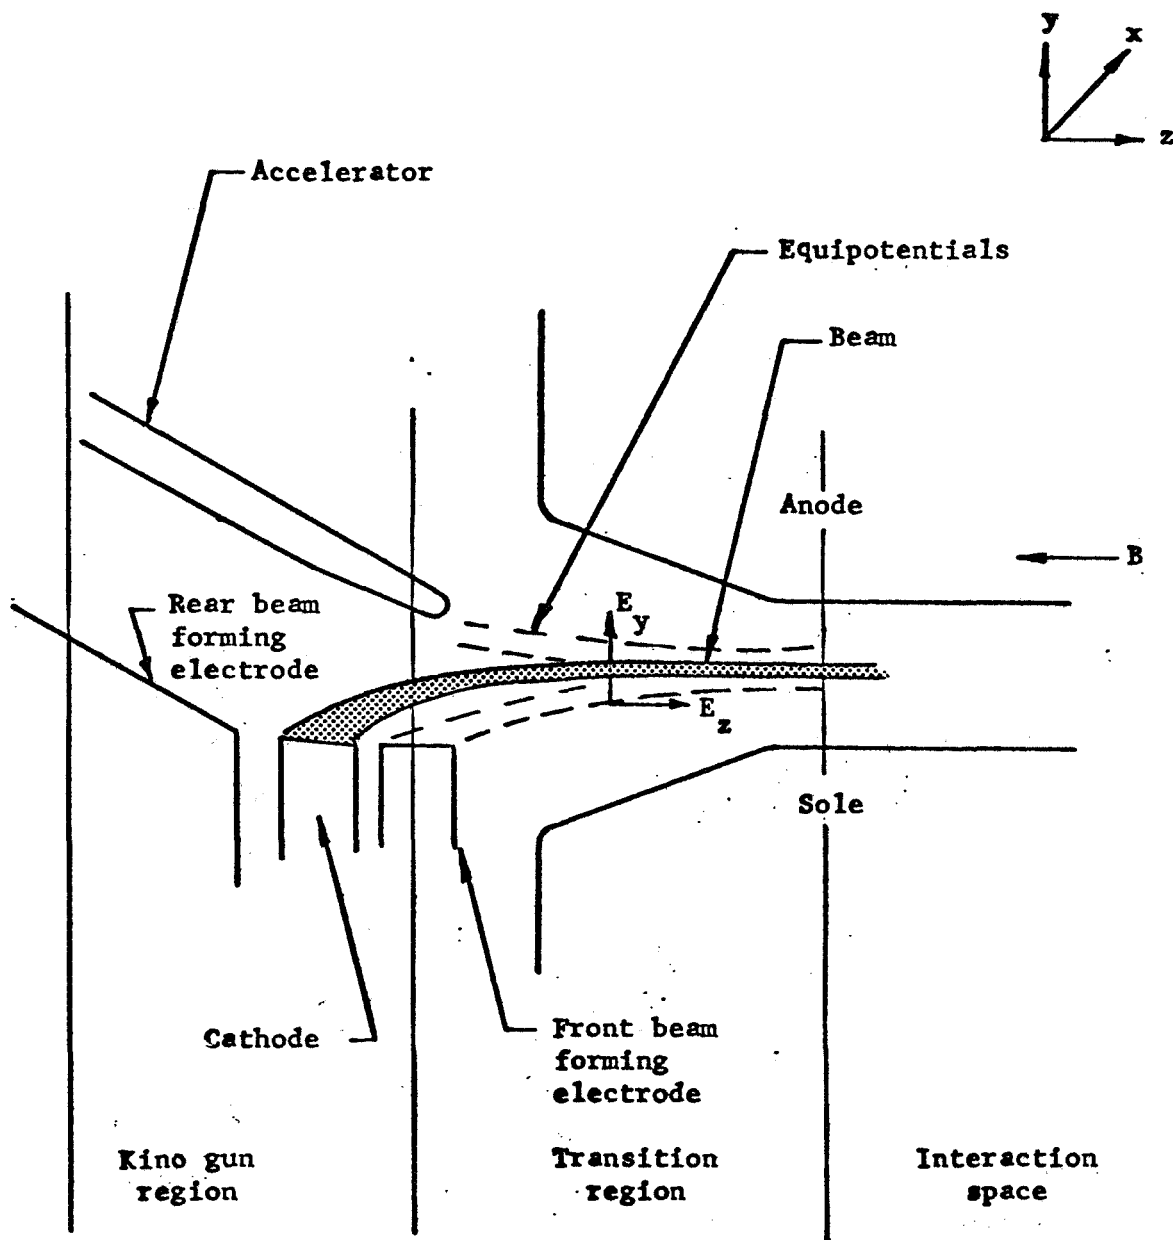 y
x
z
Accelerator
Equipotentials
Beam
Anode
B
Rear beam
forming
electrode
E y
E z
Sole
Cathode
Front beam
forming
electrode
Kino gun
region
Transition
region
Interaction
space